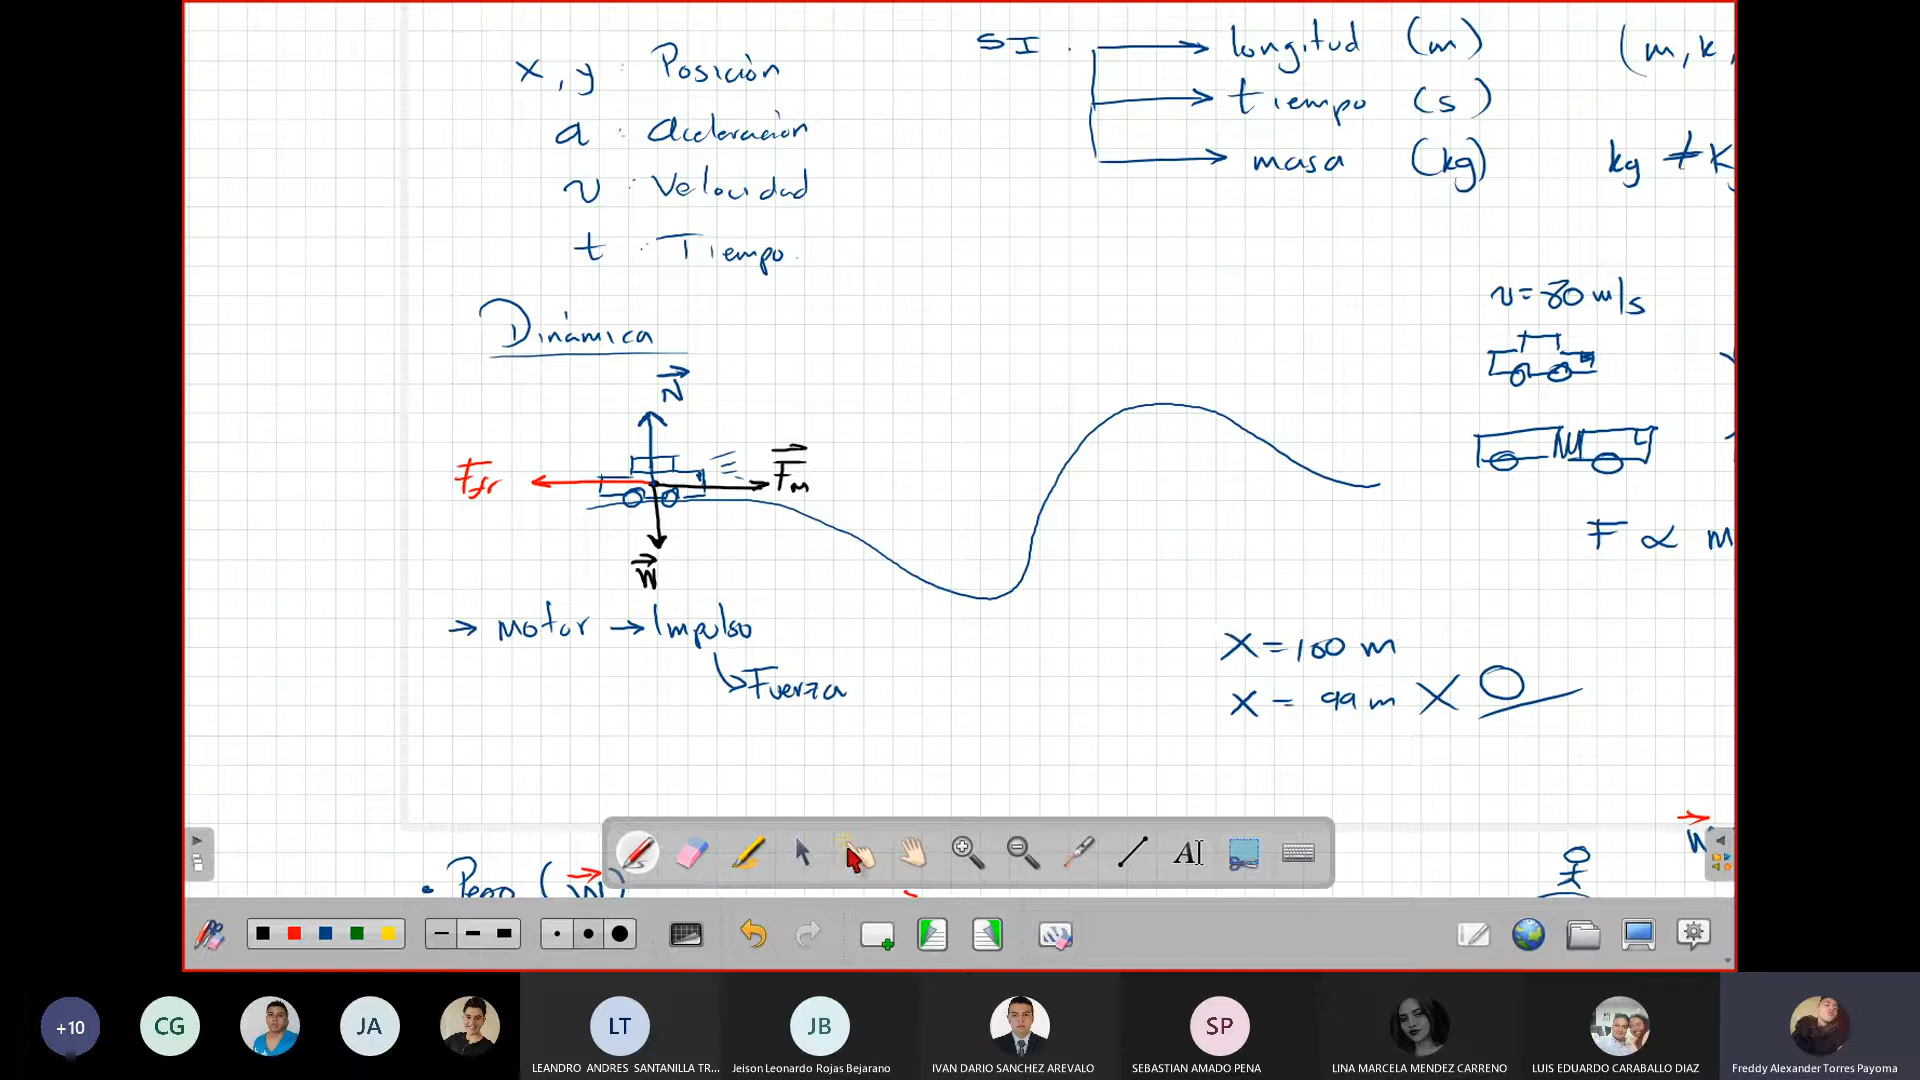 x, y : Posición
a : aceleración
v : Velocidad
t : Tiempo.
SI
longitud (m)
tiempo (s)
masa (kg)
(m, k,
kg ≠ K
Dinámica
N
Ffr
Fm
W
→ Motor → Impulso
Fuerza
v = 80 m/s
F ∝ m
X = 100 m
X = 99 m X
W
• Peso (W)
AI
+10
CG
JA
LT
JB
SP
LEANDRO ANDRES SANTANILLA TR...
Jeison Leonardo Rojas Bejarano
IVAN DARIO SANCHEZ AREVALO
SEBASTIAN AMADO PENA
LINA MARCELA MENDEZ CARRENO
LUIS EDUARDO CARABALLO DIAZ
Freddy Alexander Torres Payoma